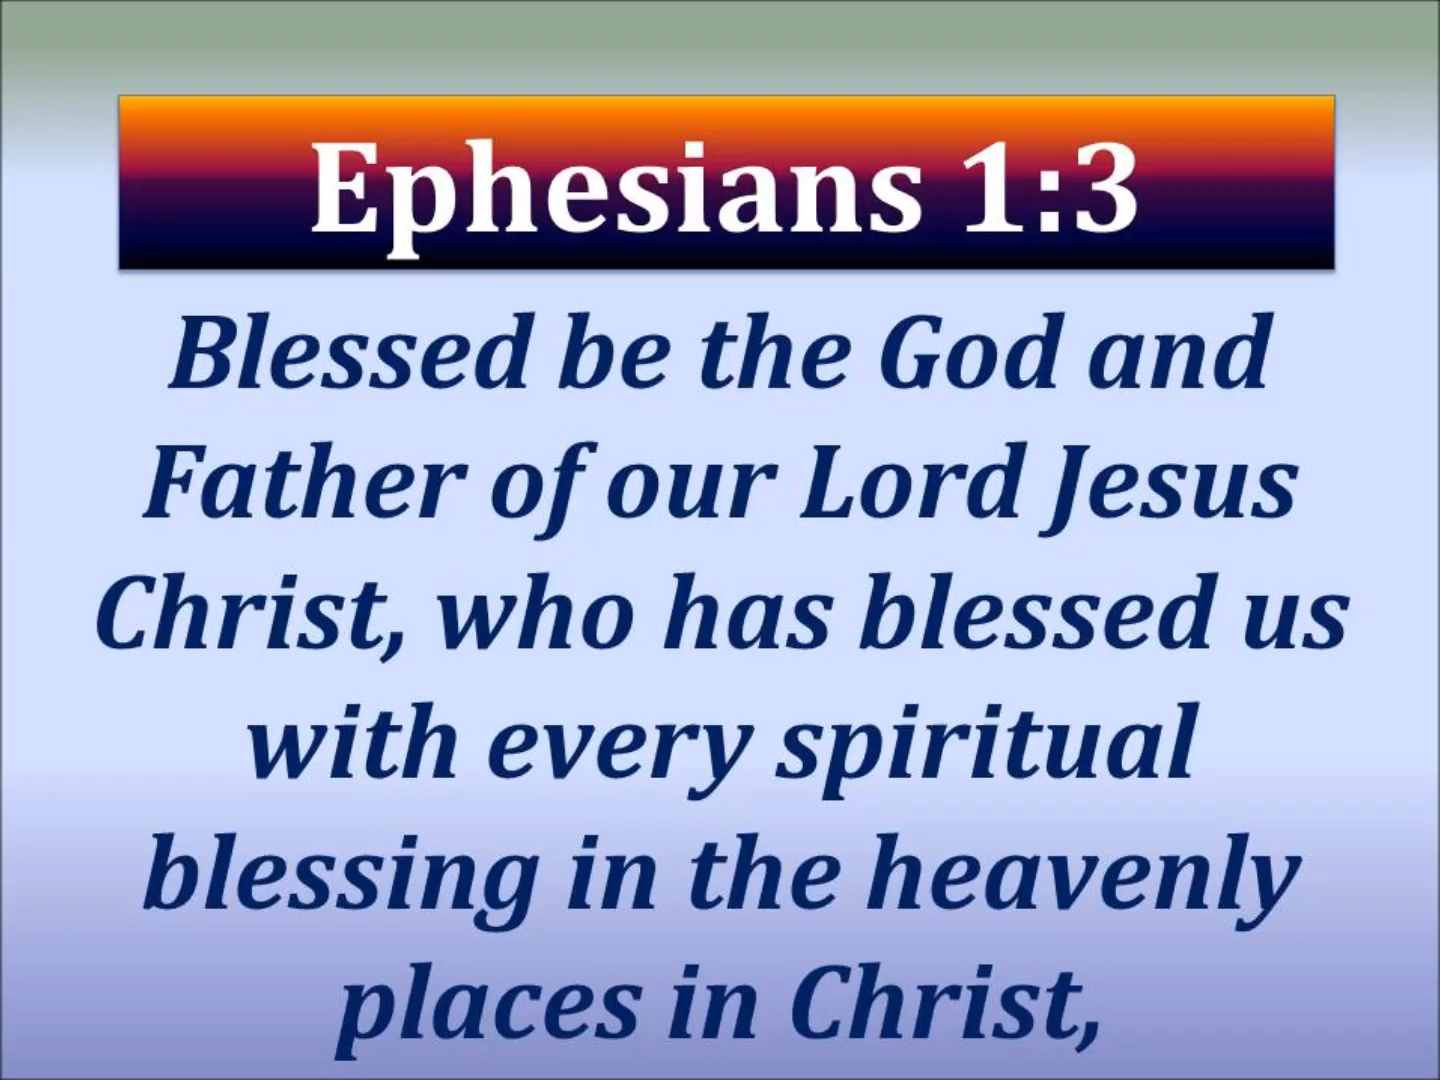 Ephesians 1:3
Blessed be the God and
Father of our Lord Jesus
Christ, who has blessed us
with every spiritual
blessing in the heavenly
places in Christ,